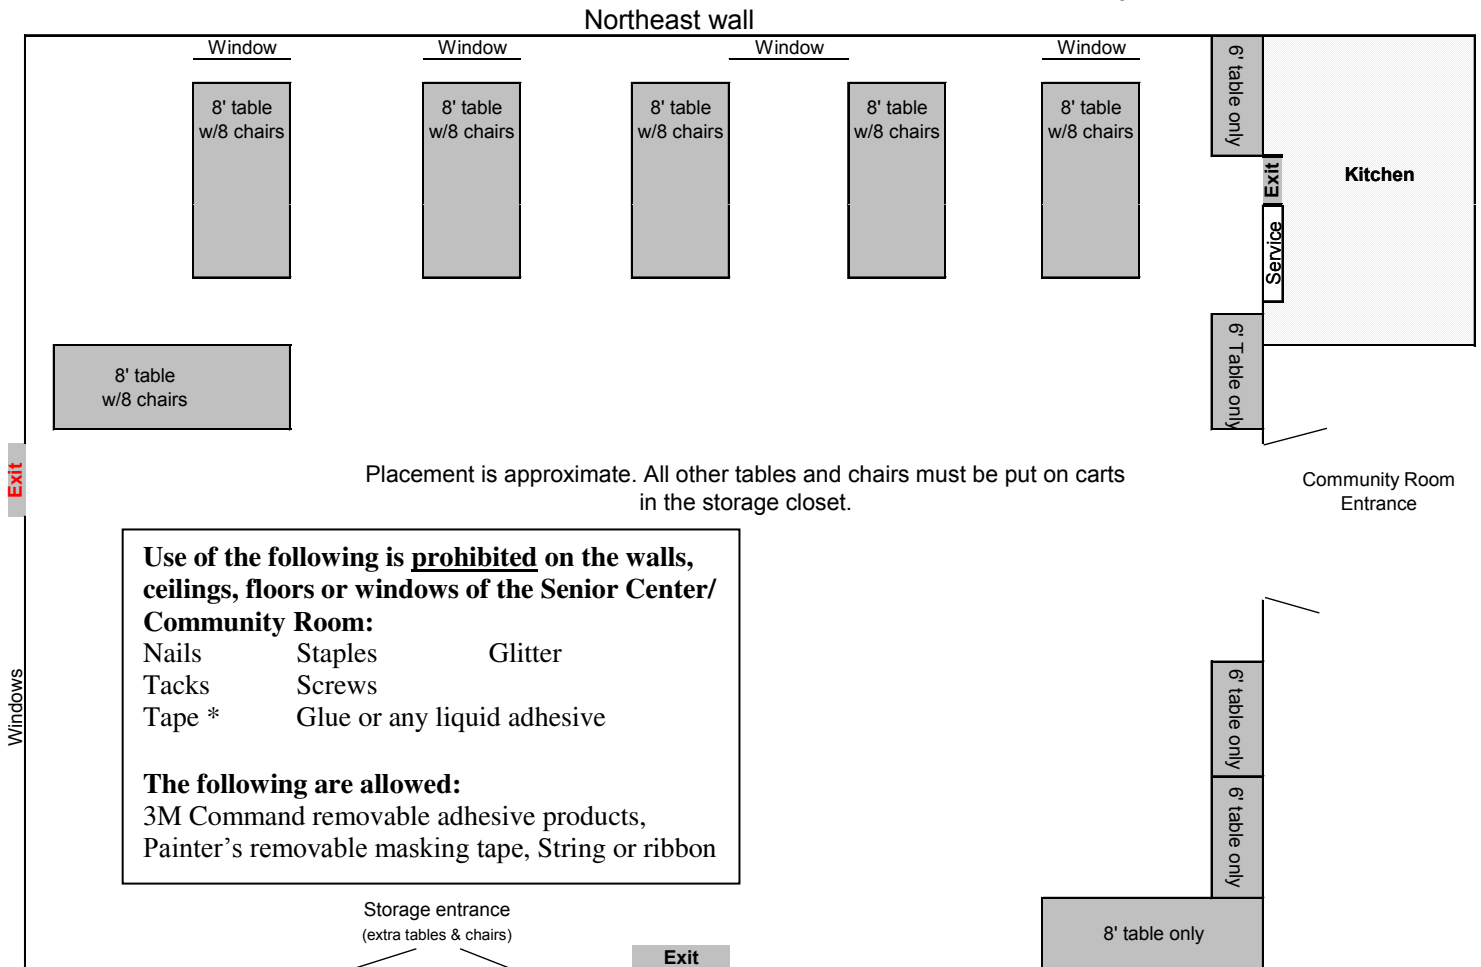 Northeast wall
Window
Window
Window
Window
8' table
w/8 chairs
8' table
w/8 chairs
8' table
w/8 chairs
8' table
w/8 chairs
8' table
w/8 chairs
6' table only
Exit
Kitchen
Service
6' Table only
8' table
w/8 chairs
Exit
Placement is approximate. All other tables and chairs must be put on carts
in the storage closet.
Community Room
Entrance
Use of the following is prohibited on the walls,
ceilings, floors or windows of the Senior Center/
Community Room:
Nails Staples Glitter
Tacks Screws
Tape * Glue or any liquid adhesive
The following are allowed:
3M Command removable adhesive products,
Painter's removable masking tape, String or ribbon
Windows
6' table only
6' table only
Storage entrance
(extra tables & chairs)
Exit
8' table only